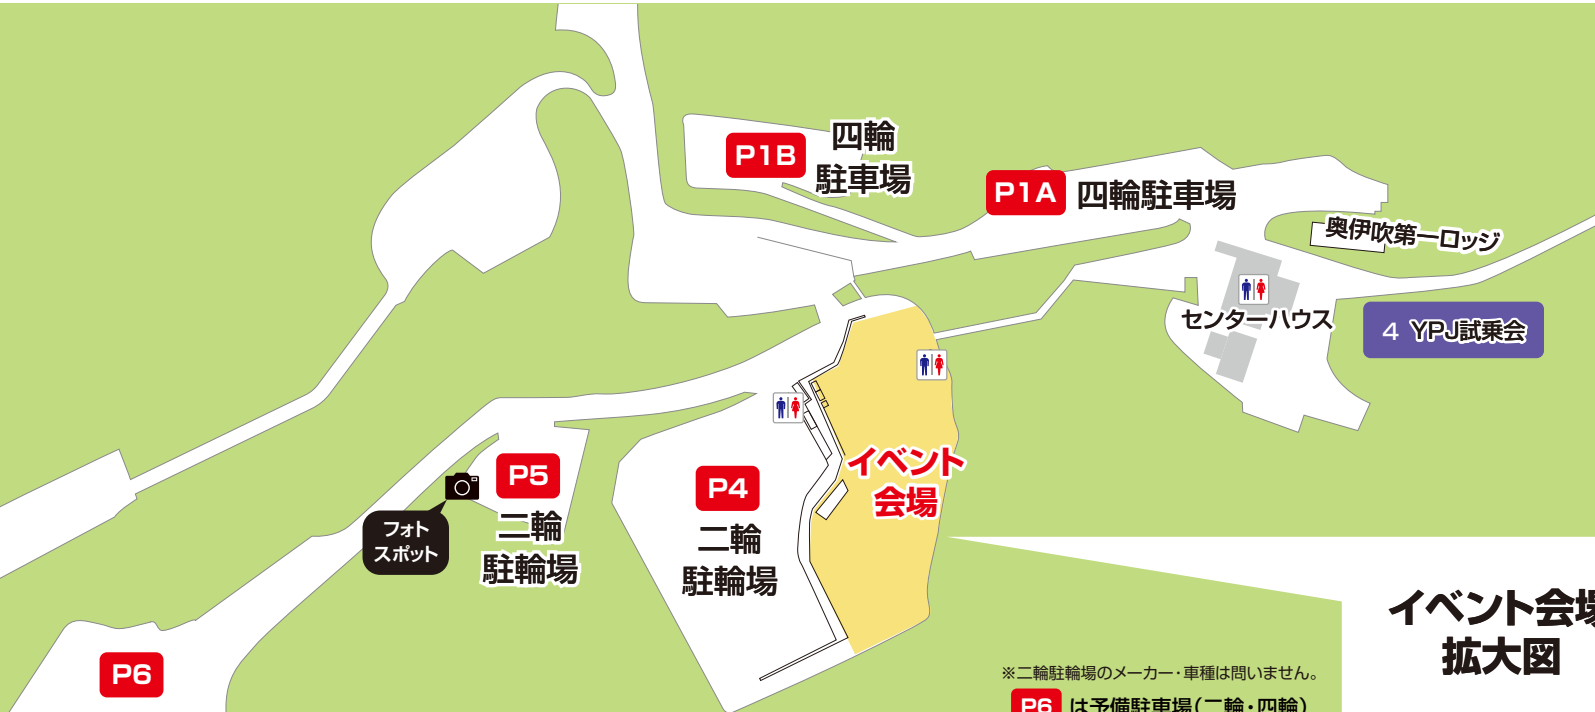 P1B
四輪
駐車場
P1A 四輪駐車場
奥伊吹第一ロッジ
センターハウス
4 YPJ試乗会
イベント
会場
P5
二輪
駐輪場
P4
二輪
駐輪場
フォト
スポット
P6
イベント会場
拡大図
※二輪駐輪場のメーカー・車種は問いません。
P6 は予備駐車場(二輪・四輪)